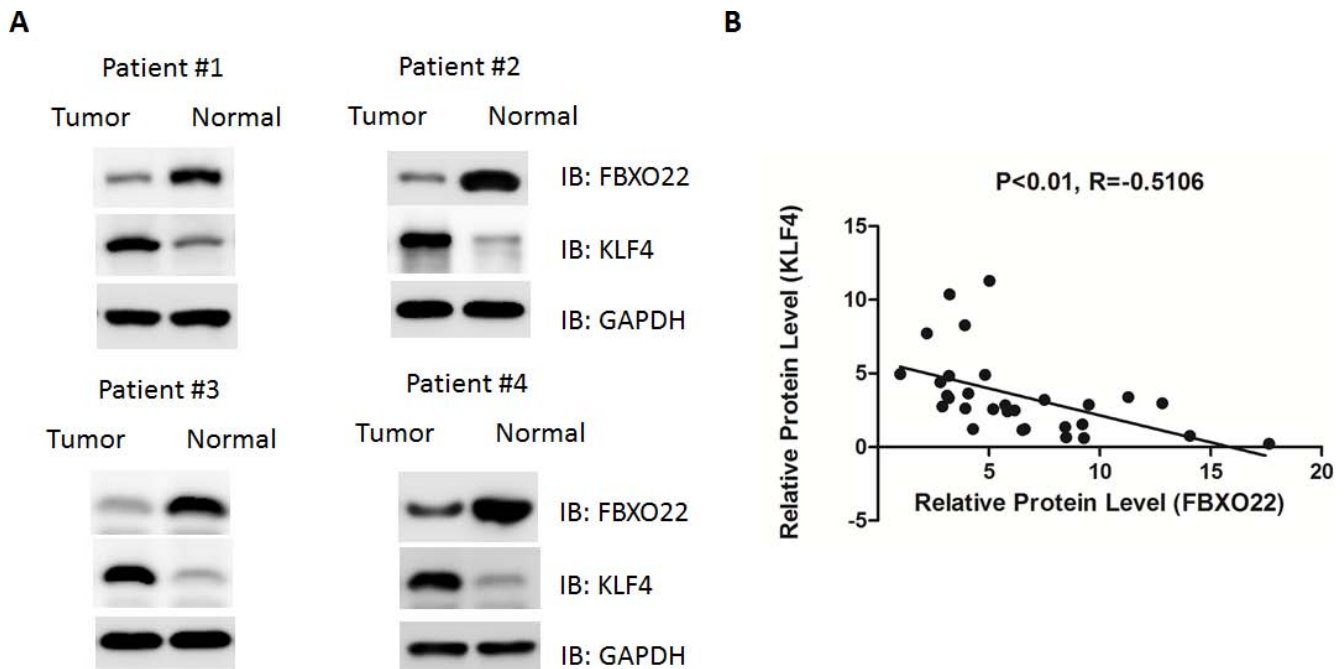 A
Patient #1
Tumor Normal
Patient #2
Tumor Normal
IB: FBXO22
IB: KLF4
IB: GAPDH
Patient #3
Tumor Normal
Patient #4
Tumor Normal
IB: FBXO22
IB: KLF4
IB: GAPDH
B
P<0.01, R=-0.5106
Relative Protein Level (KLF4)
15
10
5
0
-5
5 10 15 20
Relative Protein Level (FBXO22)